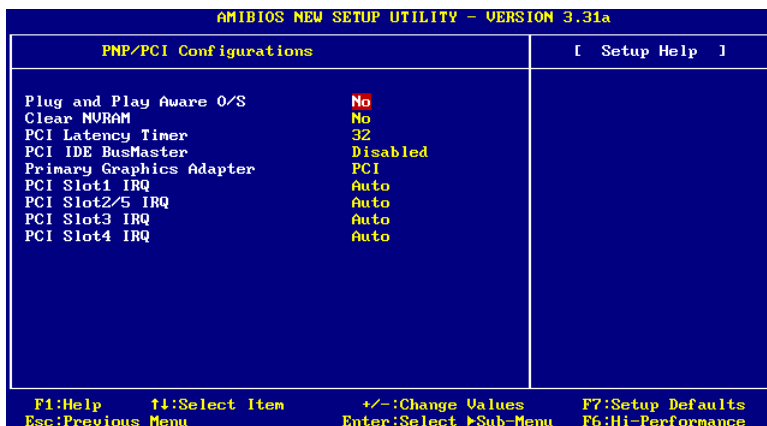 AMIBIOS NEW SETUP UTILITY - VERSION 3.31a
PNP/PCI Configurations
[ Setup Help ]
Plug and Play Aware O/S No
Clear NVRAM No
PCI Latency Timer 32
PCI IDE BusMaster Disabled
Primary Graphics Adapter PCI
PCI Slot1 IRQ Auto
PCI Slot2/5 IRQ Auto
PCI Slot3 IRQ Auto
PCI Slot4 IRQ Auto
F1:Help ↑↓:Select Item +/-:Change Values F7:Setup Defaults
Esc:Previous Menu Enter:Select ►Sub-Menu F6:Hi-Performance